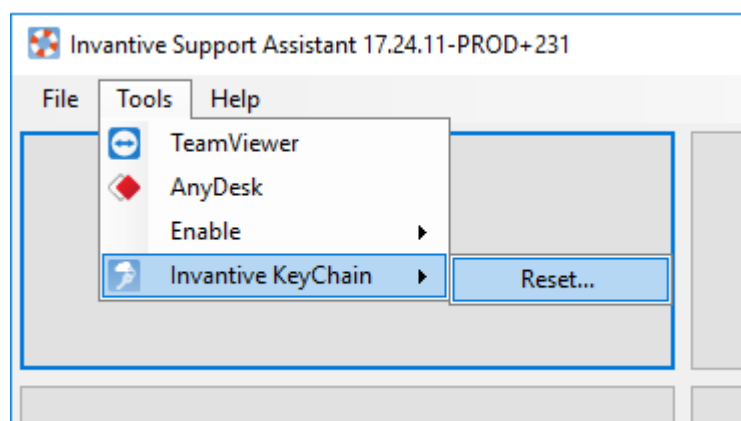 Invantive Support Assistant 17.24.11-PROD+231
File Tools Help
TeamViewer
AnyDesk
Enable
Invantive KeyChain Reset...